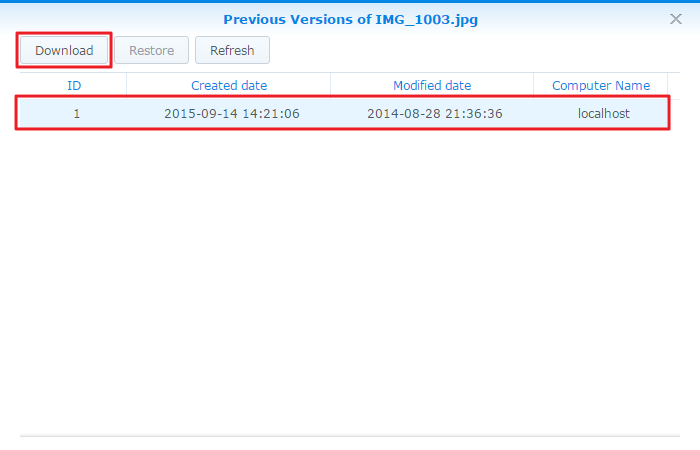 Previous Versions of IMG_1003.jpg
Download Restore Refresh
ID Created date Modified date Computer Name
1 2015-09-14 14:21:06 2014-08-28 21:36:36 localhost